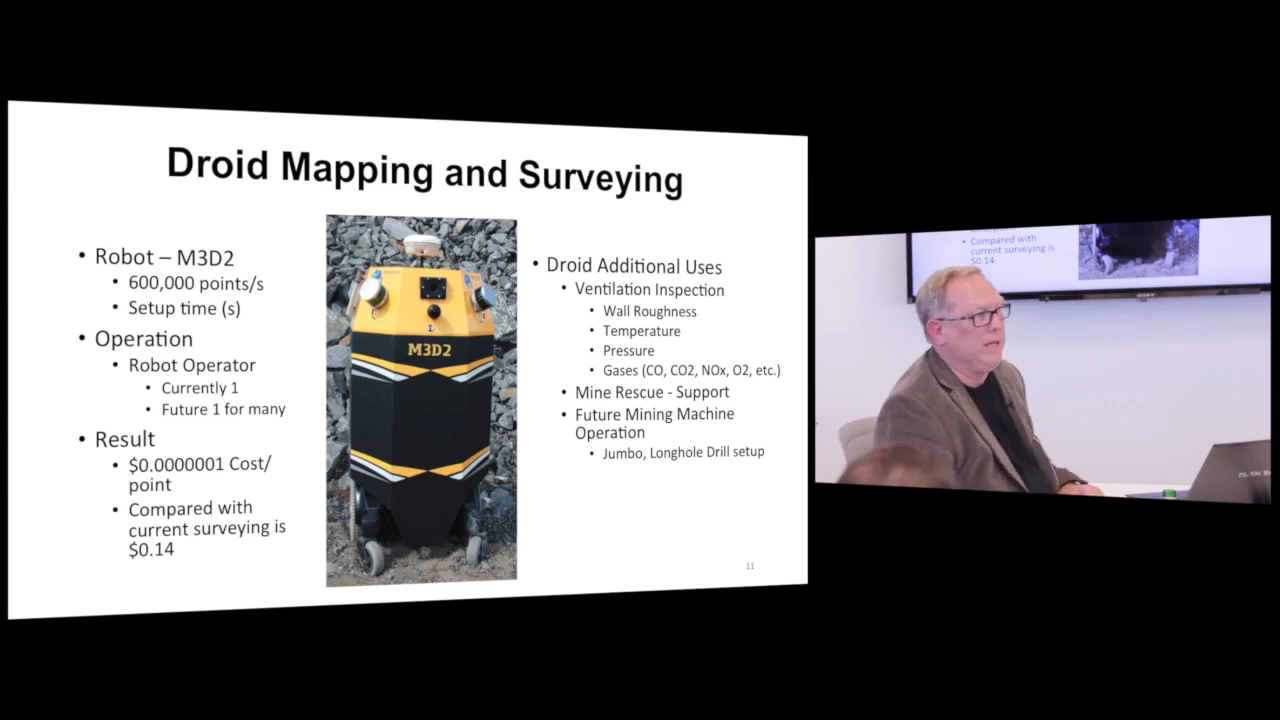 Droid Mapping and Surveying
• Robot – M3D2
• 600,000 points/s
• Setup time (s)
• Operation
• Robot Operator
• Currently 1
• Future 1 for many
• Result
• $0.0000001 Cost/
point
• Compared with
current surveying is
$0.14
M3D2
• Droid Additional Uses
• Ventilation Inspection
• Wall Roughness
• Temperature
• Pressure
• Gases (CO, CO2, NOx, O2, etc.)
• Mine Rescue - Support
• Future Mining Machine
Operation
• Jumbo, Longhole Drill setup
11
• Compared with
current surveying is
$0.14
SONY